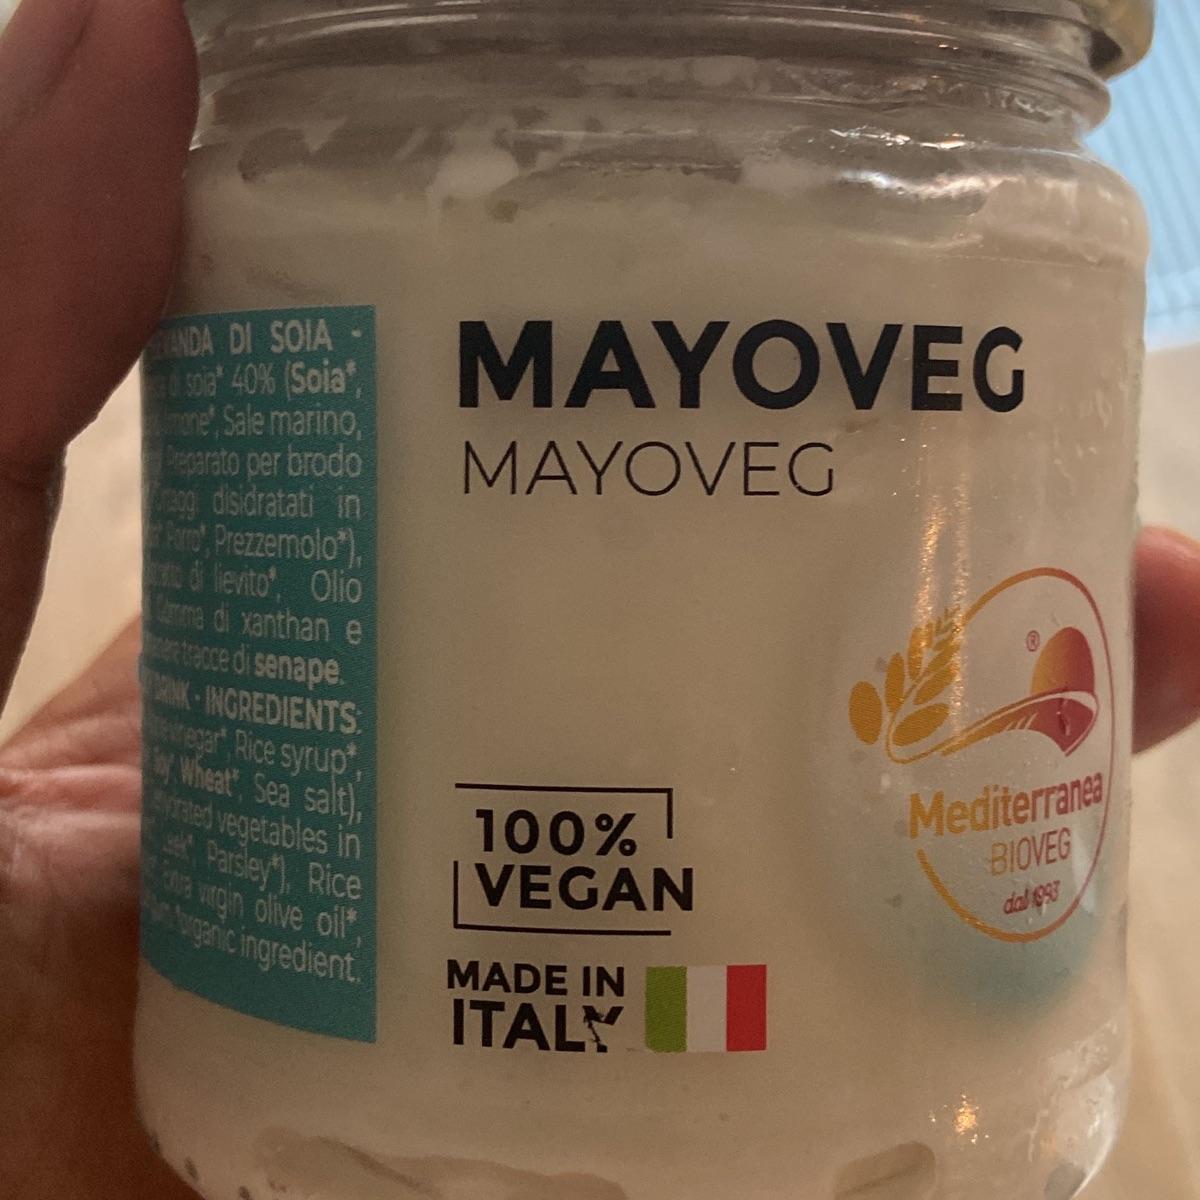 DI SOIA -
di soia* 40% (Soia*,
Sale marino,
Preparato per brodo
disidratati in
Porro*, Prezzemolo*),
di lievito*, Olio
Gomma di xanthan e
tracce di senape.
DRINK - INGREDIENTS:
vinegar*, Rice syrup*,
Soy*, Wheat*, Sea salt),
vegetables in
Leek*, Parsley*), Rice
Extra virgin olive oil*,
*organic ingredient.
MAYOVEG
MAYOVEG
100%
VEGAN
MADE IN
ITALY
®
Mediterranea
BIOVEG
dal 1993